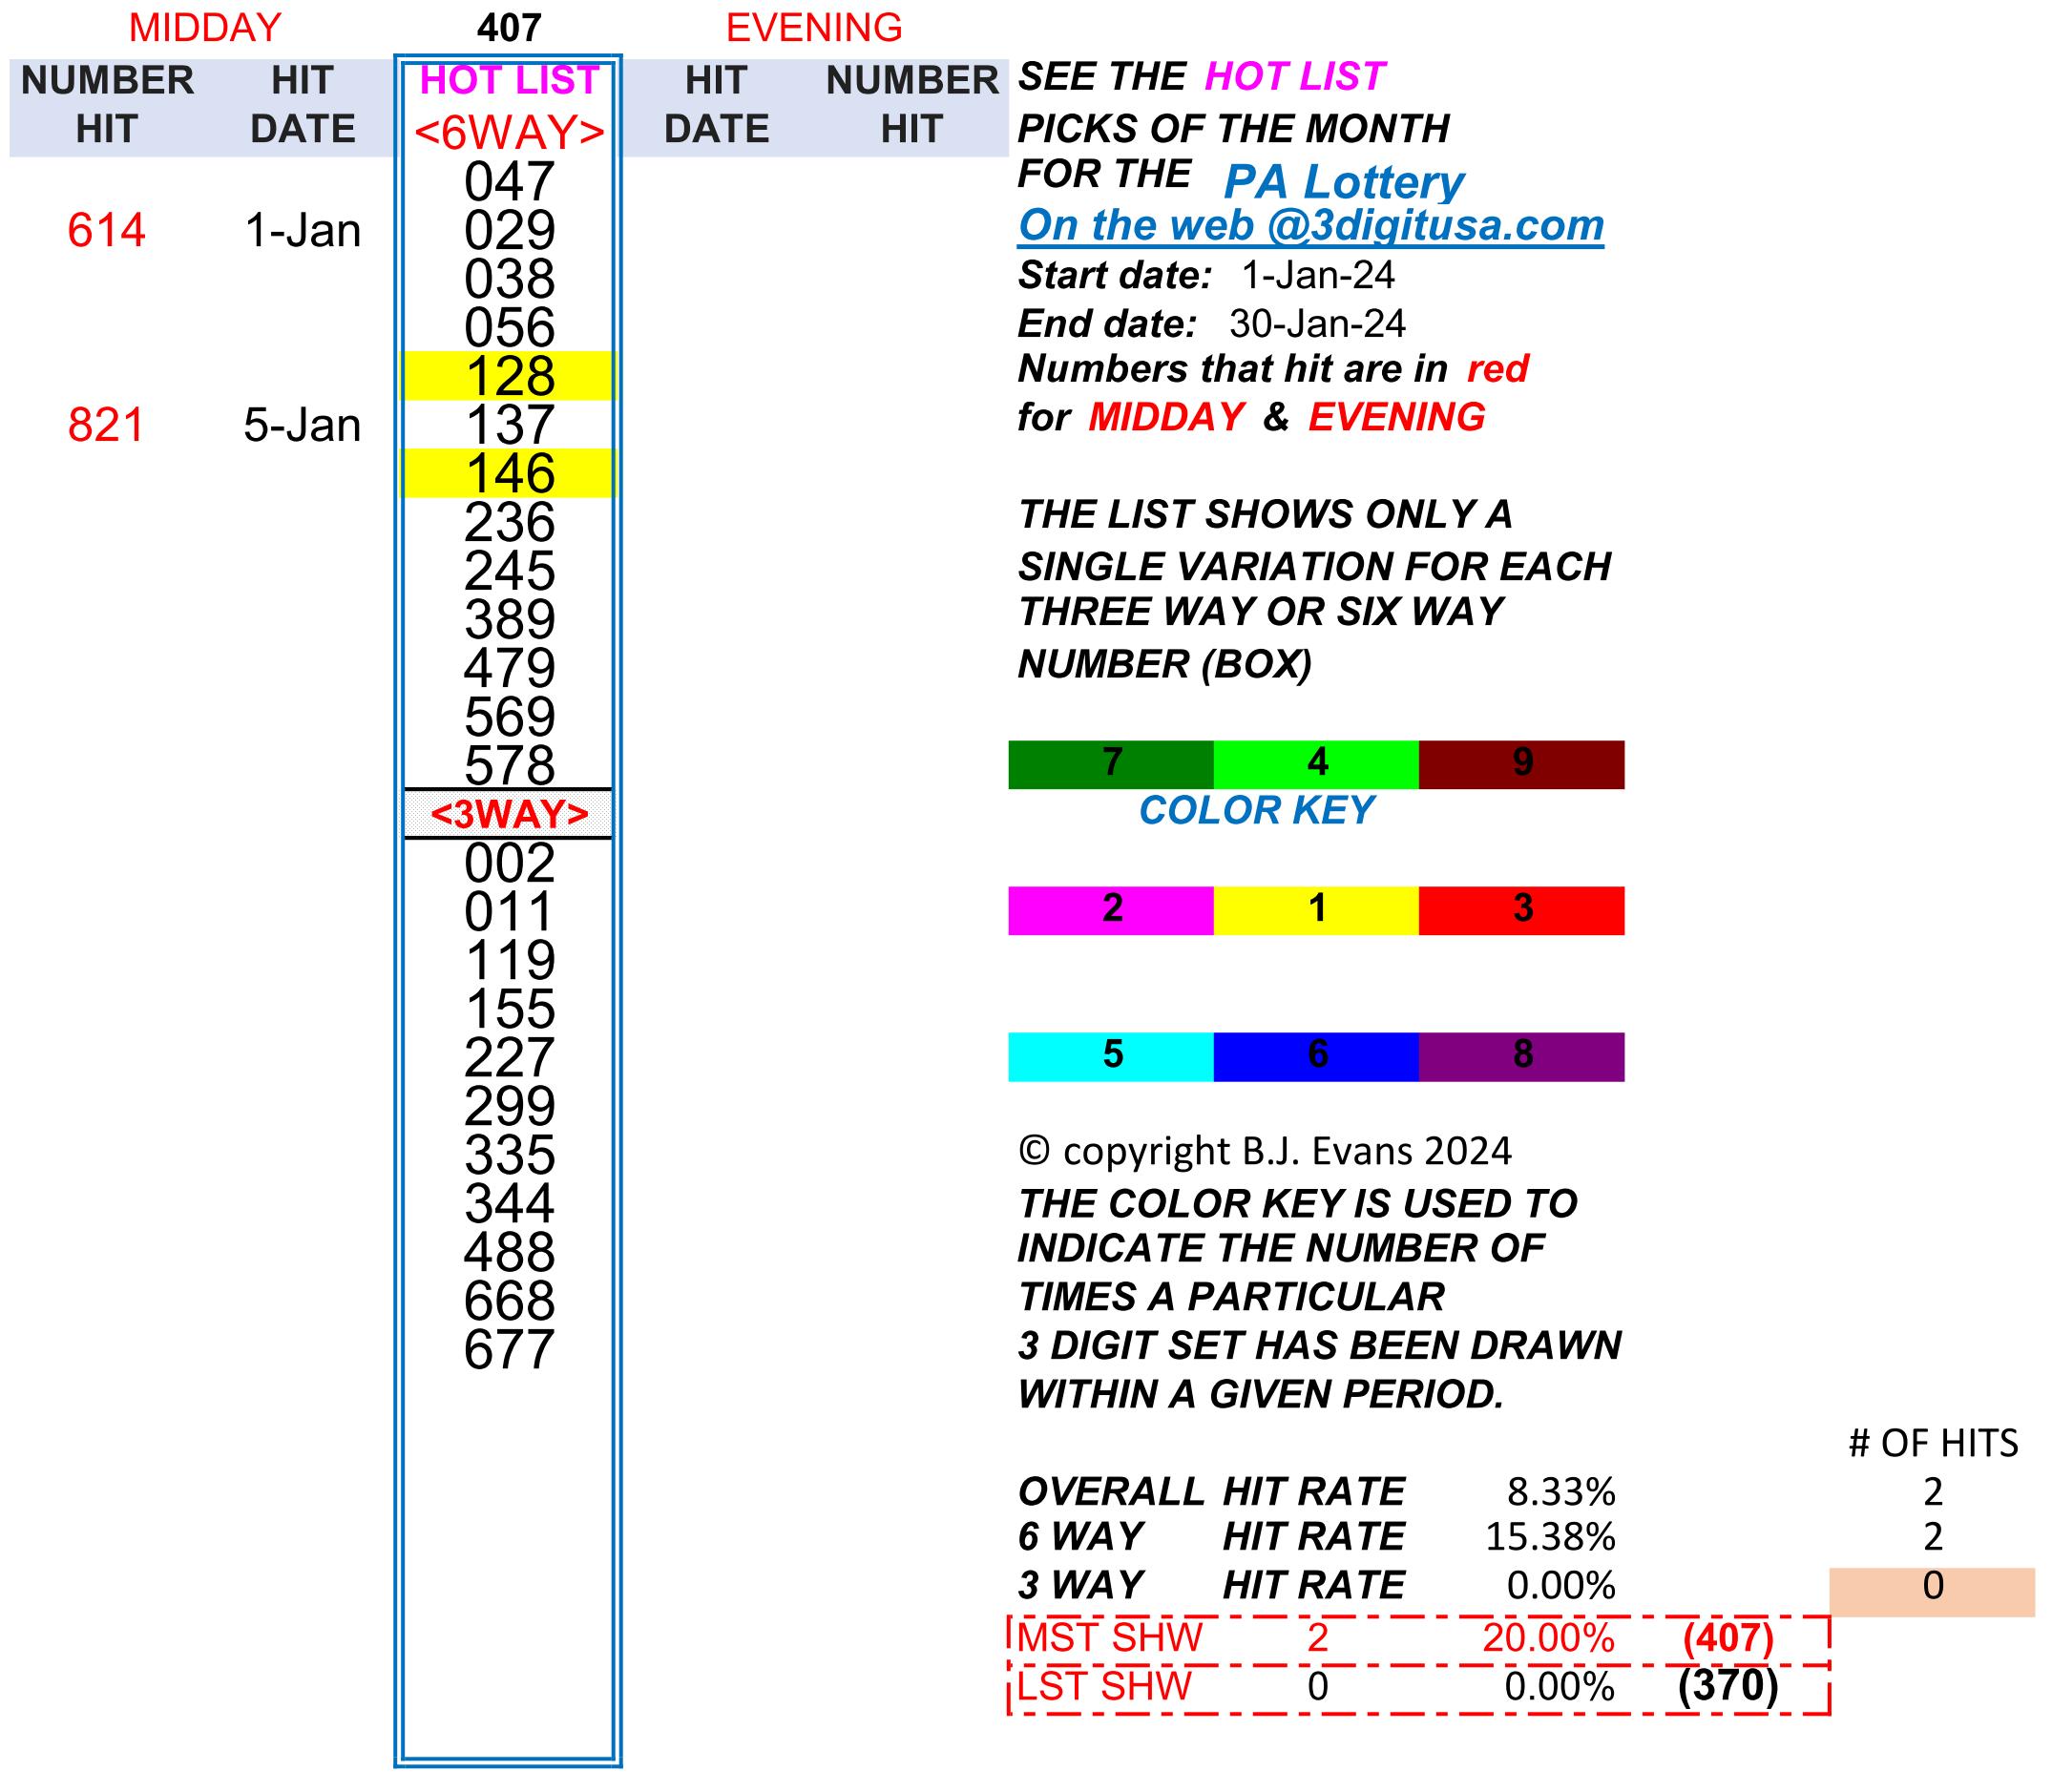 MIDDAY 407 EVENING
NUMBER HIT HOT LIST HIT NUMBER
HIT DATE <6WAY> DATE HIT
047
614 1-Jan 029
038
056
128
821 5-Jan 137
146
236
245
389
479
569
578
<3WAY>
002
011
119
155
227
299
335
344
488
668
677
SEE THE HOT LIST
PICKS OF THE MONTH
FOR THE PA Lottery
On the web @3digitusa.com
Start date: 1-Jan-24
End date: 30-Jan-24
Numbers that hit are in red
for MIDDAY & EVENING
THE LIST SHOWS ONLY A
SINGLE VARIATION FOR EACH
THREE WAY OR SIX WAY
NUMBER (BOX)
7 4 9
COLOR KEY
2 1 3
5 6 8
© copyright B.J. Evans 2024
THE COLOR KEY IS USED TO
INDICATE THE NUMBER OF
TIMES A PARTICULAR
3 DIGIT SET HAS BEEN DRAWN
WITHIN A GIVEN PERIOD.
# OF HITS
OVERALL HIT RATE 8.33% 2
6 WAY HIT RATE 15.38% 2
3 WAY HIT RATE 0.00% 0
MST SHW 2 20.00% (407)
LST SHW 0 0.00% (370)